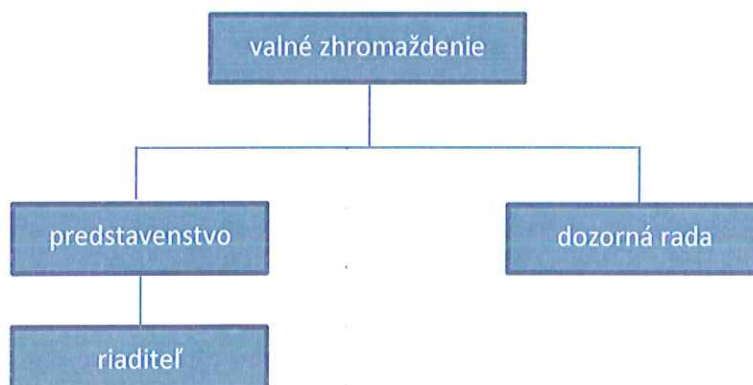 valné zhromaždenie
predstavenstvo
dozorná rada
riaditeľ